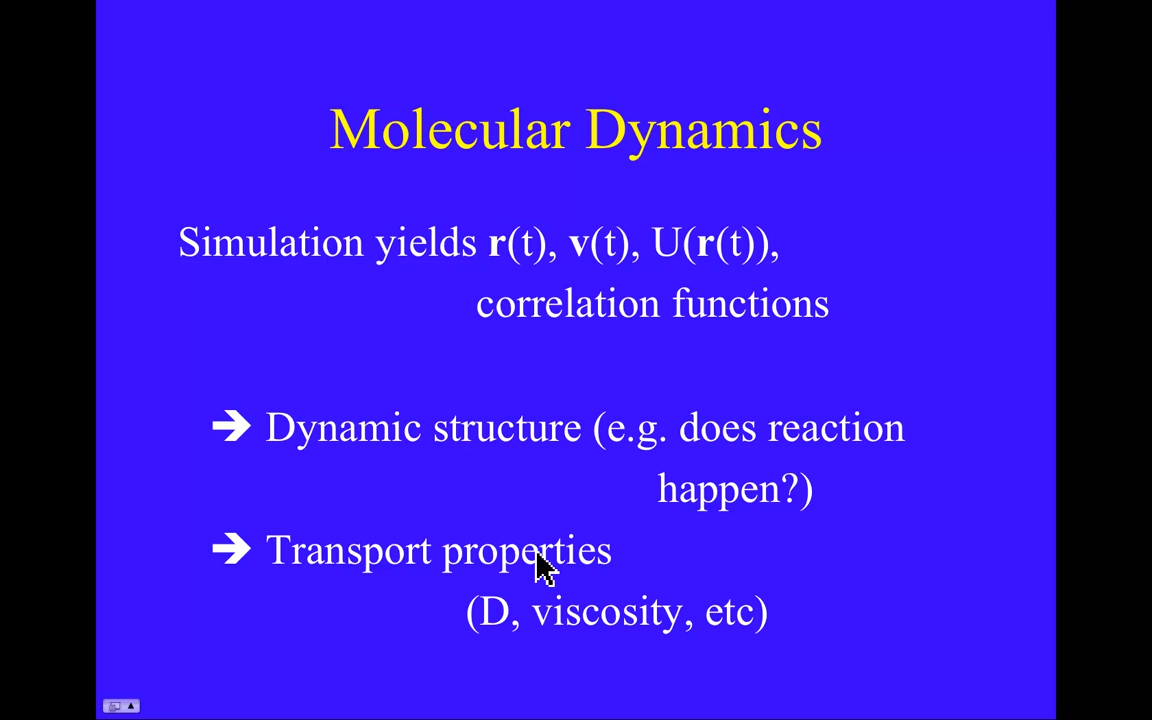 Molecular Dynamics
Simulation yields r(t), v(t), U(r(t)),
correlation functions
➔ Dynamic structure (e.g. does reaction
happen?)
➔ Transport properties
(D, viscosity, etc)